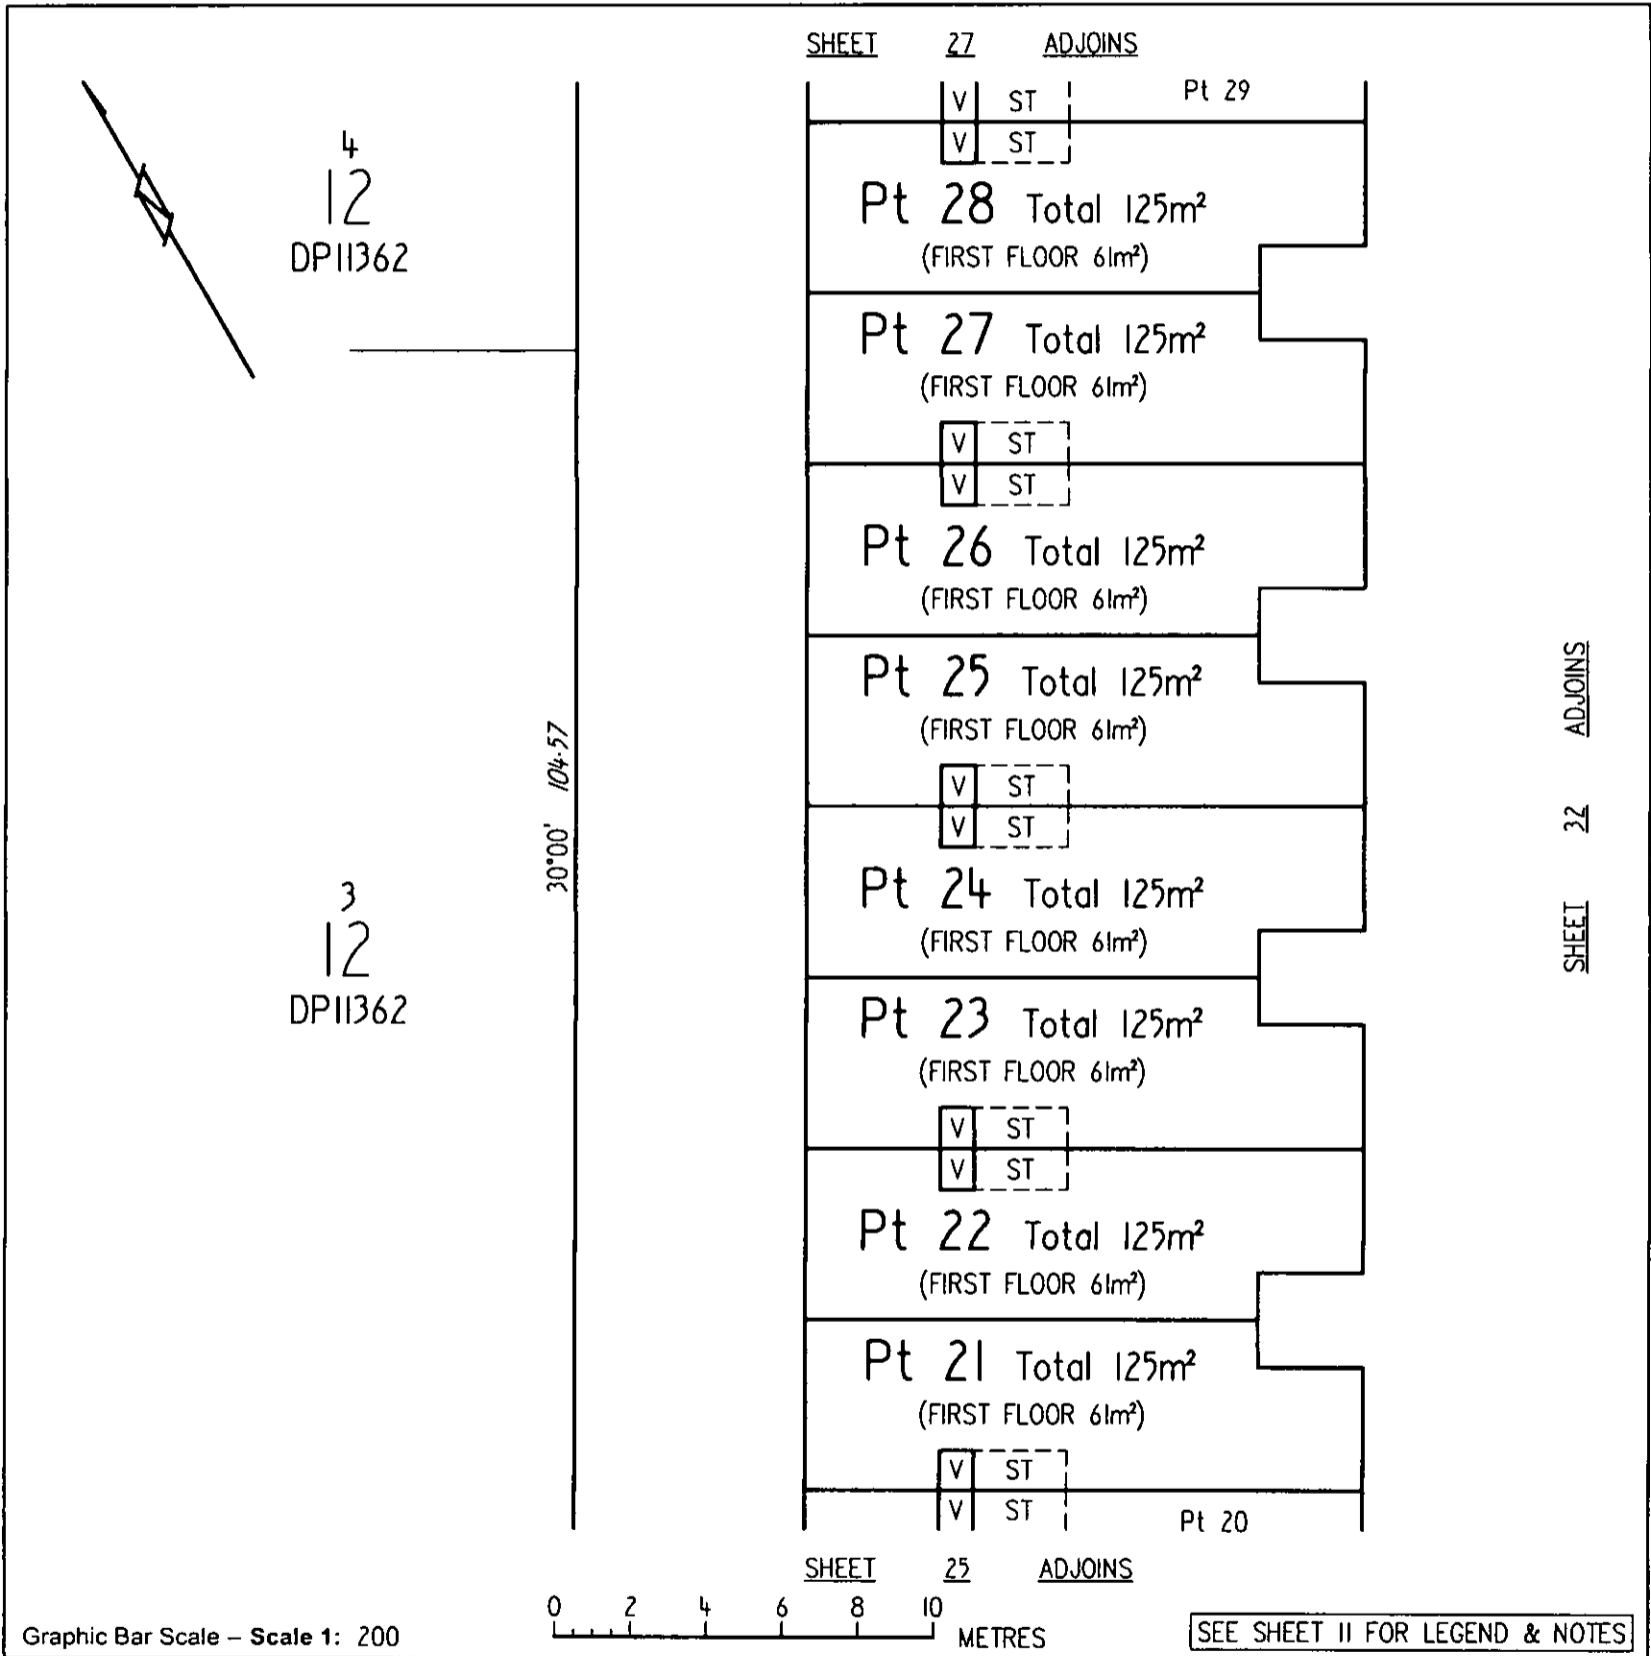 SHEET 27 ADJOINS
V ST Pt 29
V ST
4
12
DP11362
Pt 28 Total 125m²
(FIRST FLOOR 61m²)
Pt 27 Total 125m²
(FIRST FLOOR 61m²)
V ST
V ST
Pt 26 Total 125m²
(FIRST FLOOR 61m²)
Pt 25 Total 125m²
(FIRST FLOOR 61m²)
30°00' 104·57
SHEET 32 ADJOINS
V ST
V ST
3
12
DP11362
Pt 24 Total 125m²
(FIRST FLOOR 61m²)
Pt 23 Total 125m²
(FIRST FLOOR 61m²)
V ST
V ST
Pt 22 Total 125m²
(FIRST FLOOR 61m²)
Pt 21 Total 125m²
(FIRST FLOOR 61m²)
V ST
V ST Pt 20
SHEET 25 ADJOINS
0 2 4 6 8 10
Graphic Bar Scale – Scale 1: 200
METRES
SEE SHEET 11 FOR LEGEND & NOTES